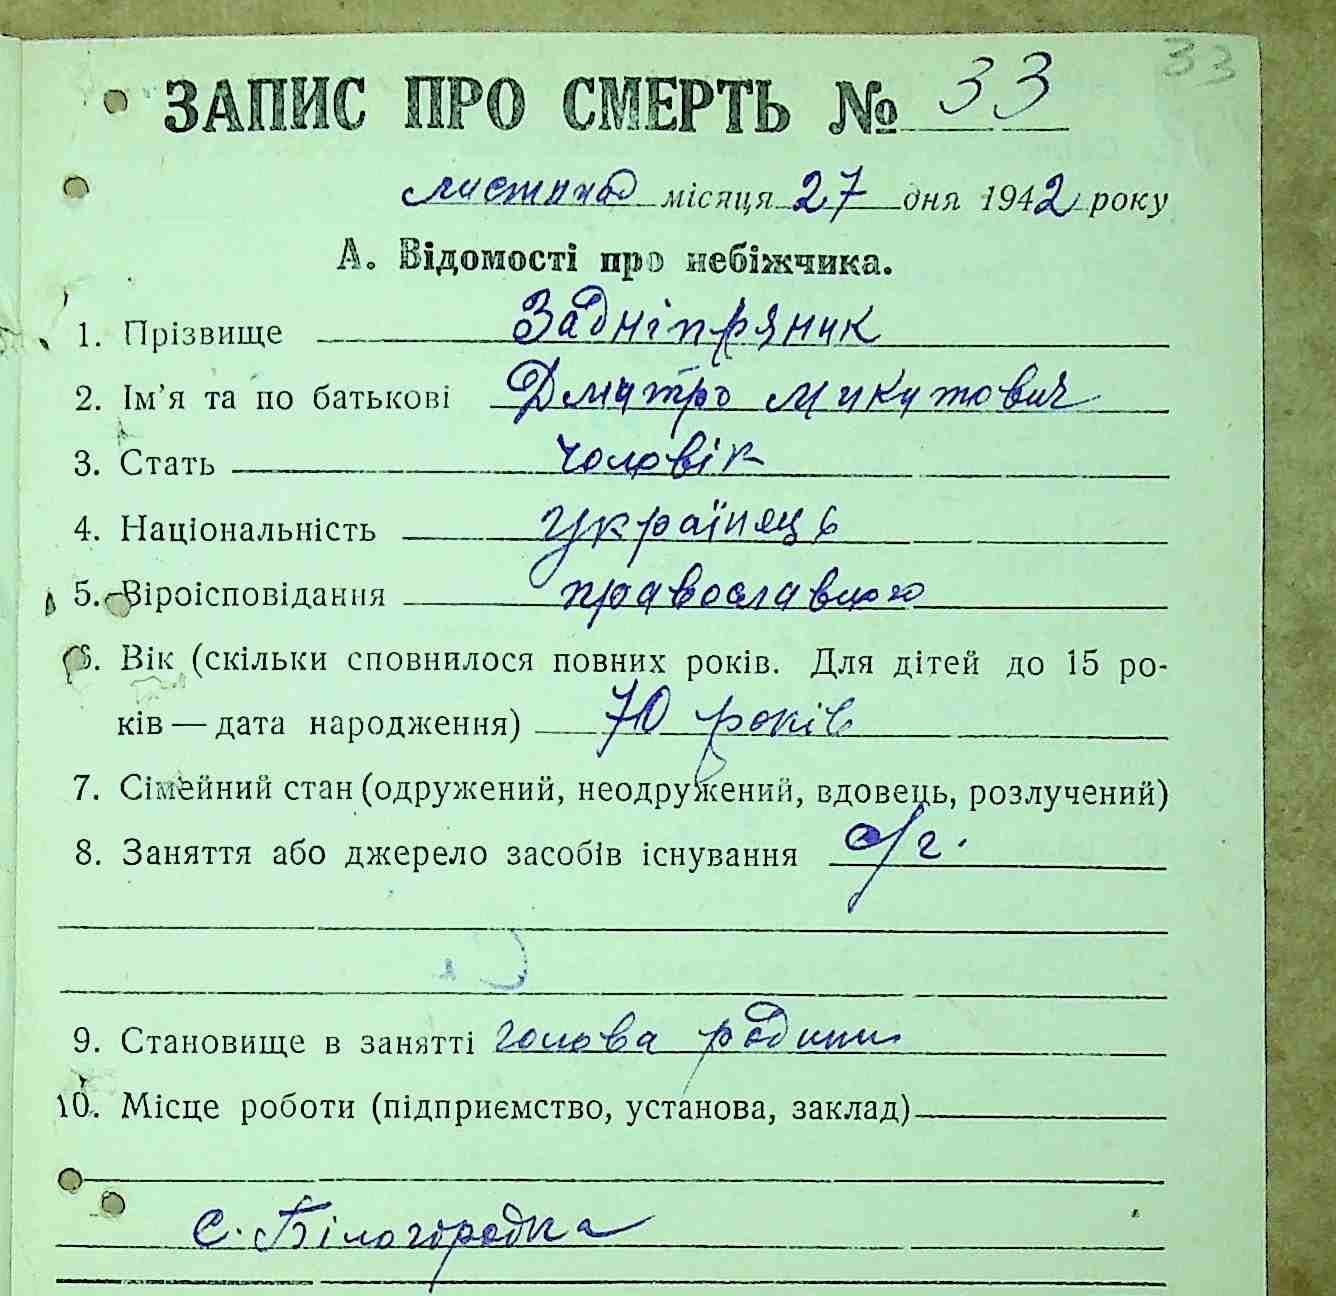 33
ЗАПИС ПРО СМЕРТЬ № 33
листопад місяця 27 дня 1942 року
А. Відомості про небіжчика.
1. Прізвище Задніпряник
2. Ім’я та по батькові Дмитро Микитович
3. Стать чоловік
4. Національність українець
5. Віроісповідання православного
6. Вік (скільки сповнилося повних років. Для дітей до 15 ро-
ків — дата народження) 70 років
7. Сімейний стан (одружений, неодружений, вдовець, розлучений)
8. Заняття або джерело засобів існування с/г.
9. Становище в занятті голова родини
10. Місце роботи (підприємство, установа, заклад)
с. Білогородка